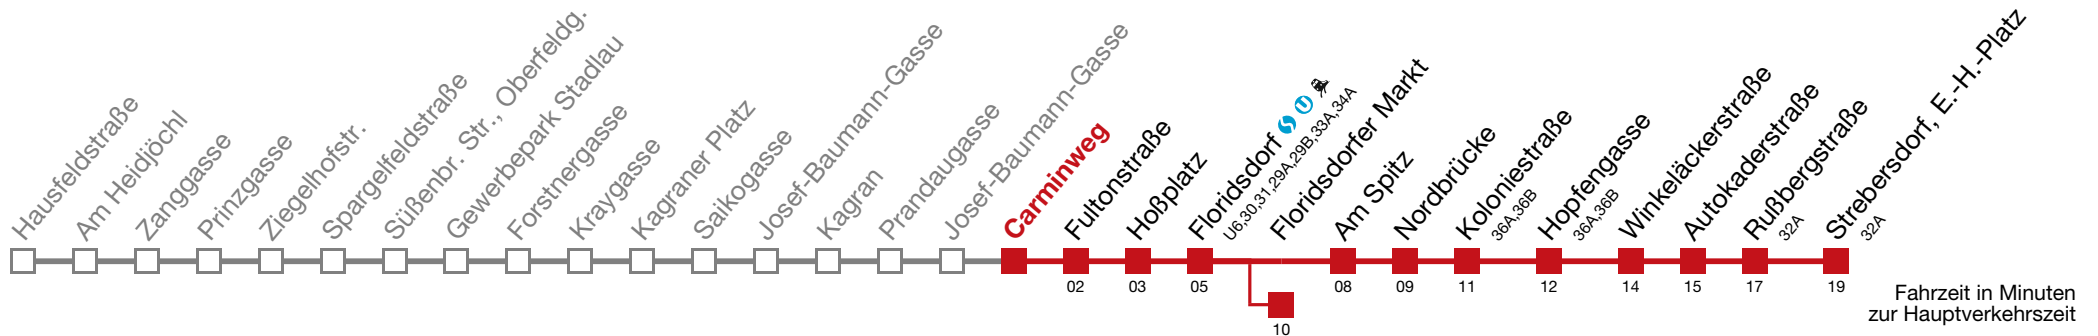 Hausfeldstraße
Am Heidjöchl
Zanggasse
Prinzgasse
Ziegelhofstr.
Spargelfeldstraße
Süßenbr. Str., Oberfeldg.
Gewerbepark Stadlau
Forstnergasse
Kraygasse
Kagraner Platz
Saikogasse
Josef-Baumann-Gasse
Kagran
Prandaugasse
Josef-Baumann-Gasse
Carminweg
Fultonstraße
Hoßplatz
Floridsdorf
U6,30,31,29A,29B,33A,34A
Floridsdorfer Markt
Am Spitz
Nordbrücke
Koloniestraße
36A,36B
Hopfengasse
36A,36B
Winkeläckerstraße
Autokaderstraße
Rußbergstraße
32A
Strebersdorf, E.-H.-Platz
32A
02 03 05 08 09 11 12 14 15 17 19
10
Fahrzeit in Minuten
zur Hauptverkehrszeit